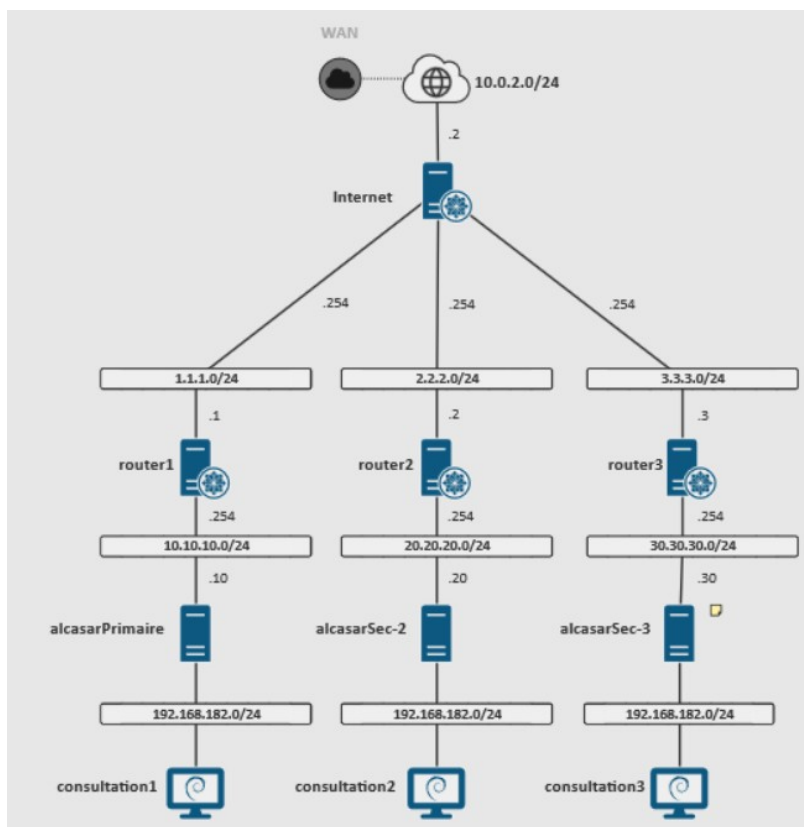 WAN
10.0.2.0/24
.2
Internet
.254 .254 .254
1.1.1.0/24 2.2.2.0/24 3.3.3.0/24
.1 .2 .3
router1 router2 router3
.254 .254 .254
10.10.10.0/24 20.20.20.0/24 30.30.30.0/24
.10 .20 .30
alcasarPrimaire alcasarSec-2 alcasarSec-3
192.168.182.0/24 192.168.182.0/24 192.168.182.0/24
consultation1 consultation2 consultation3